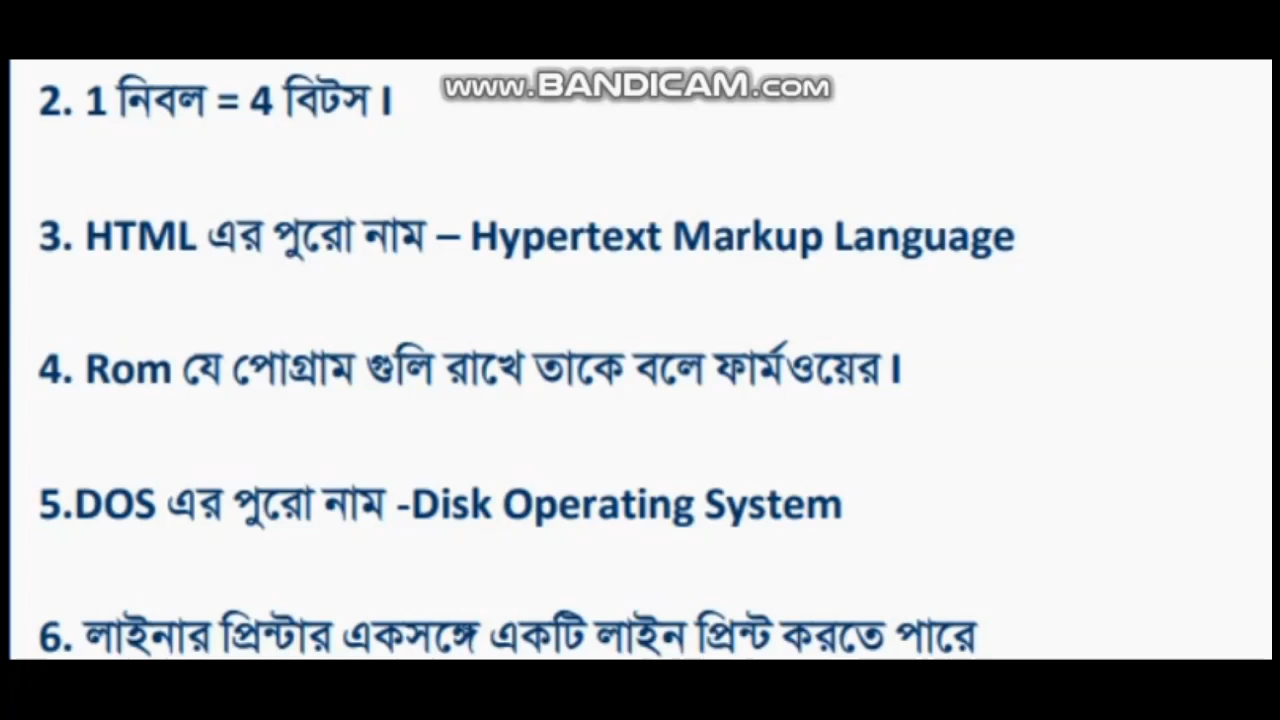 www.BANDICAM.com
2. 1 নিবল = 4 বিটস।
3. HTML এর পুরো নাম – Hypertext Markup Language
4. Rom যে পোগ্রাম গুলি রাখে তাকে বলে ফার্মওয়ের।
5.DOS এর পুরো নাম -Disk Operating System
6. লাইনার প্রিন্টার একসঙ্গে একটি লাইন প্রিন্ট করতে পারে